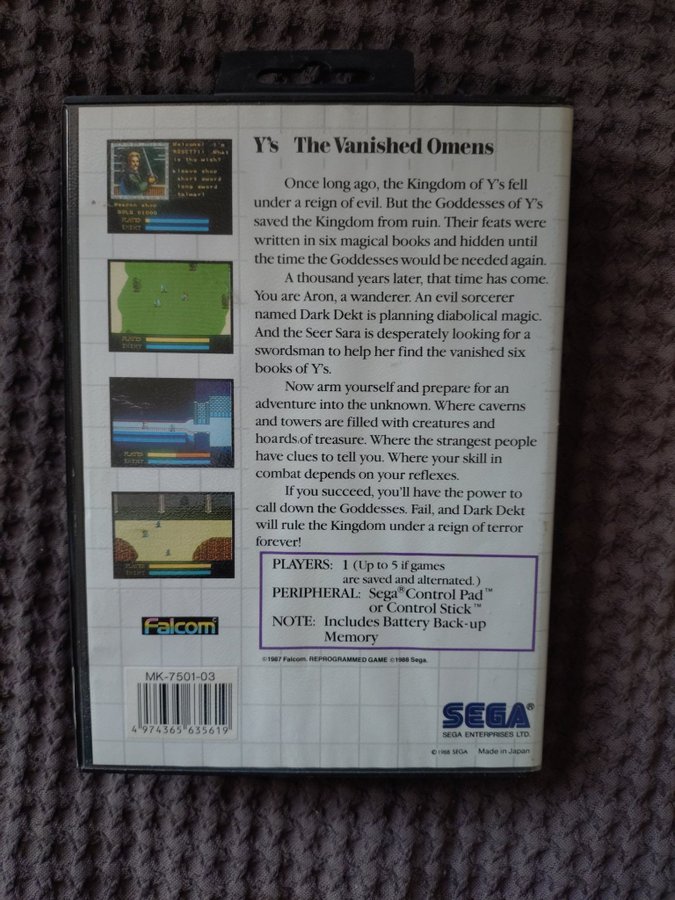 Y's The Vanished Omens
Once long ago, the Kingdom of Y's fell
under a reign of evil. But the Goddesses of Y's
saved the Kingdom from ruin. Their feats were
written in six magical books and hidden until
the time the Goddesses would be needed again.
A thousand years later, that time has come.
You are Aron, a wanderer. An evil sorcerer
named Dark Dekt is planning diabolical magic.
And the Seer Sara is desperately looking for a
swordsman to help her find the vanished six
books of Y's.
Now arm yourself and prepare for an
adventure into the unknown. Where caverns
and towers are filled with creatures and
hoards.of treasure. Where the strangest people
have clues to tell you. Where your skill in
combat depends on your reflexes.
If you succeed, you'll have the power to
call down the Goddesses. Fail, and Dark Dekt
will rule the Kingdom under a reign of terror
forever!
PLAYERS: 1 (Up to 5 if games
are saved and alternated.)
PERIPHERAL: Sega® Control Pad™
or Control Stick™
NOTE: Includes Battery Back-up
Memory
©1987 Falcom. REPROGRAMMED GAME ©1988 Sega.
PLAYER
ENEMY
PLAYER
ENEMY
PLAYER
ENEMY
PLAYER
ENEMY
Falcom
MK-7501-03
4 974365 635619
SEGA®
SEGA ENTERPRISES LTD.
©1988 SEGA Made in Japan